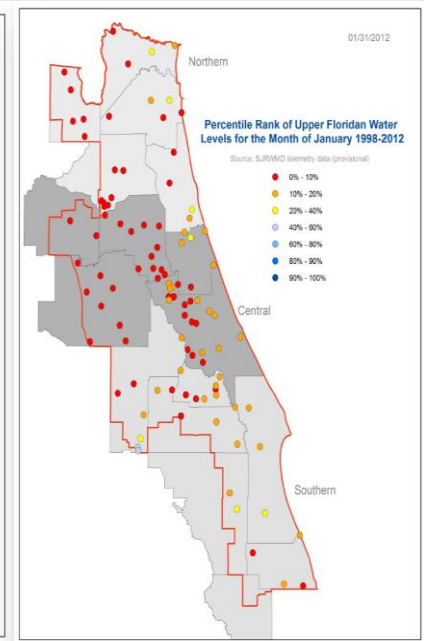 01/31/2012
Northern
Percentile Rank of Upper Floridan Water
Levels for the Month of January 1998-2012
Source: SJRWMD telemetry data (provisional)
0% - 10%
10% - 20%
20% - 40%
40% - 60%
60% - 80%
80% - 90%
90% - 100%
Central
Southern